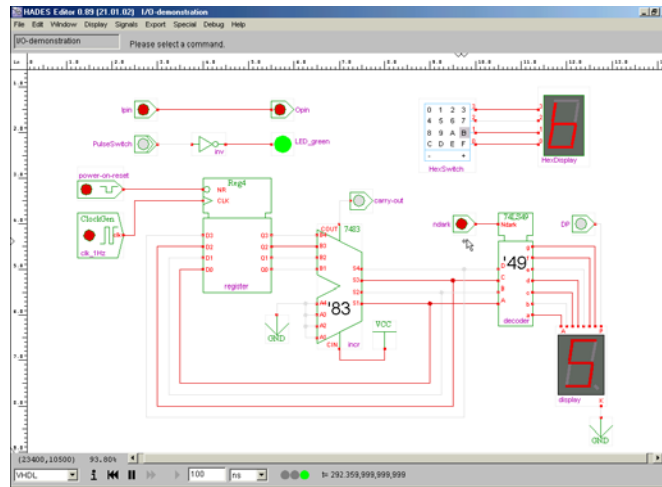 HADES Editor 0.89 (21.01.02) I/O-demonstration
File Edit Window Display Signals Export Special Debug Help
I/O-demonstration Please select a command.
Ipin Opin
PulseSwitch inv LED_green
0 1 2 3
4 5 6 7
8 9 A B
C D E F
- +
HexSwitch HexDisplay
power-on-reset
Reg4
NR
CLK
ClockGen
clk
clk_1Hz
D3 Q3
D2 Q2
D1 Q1
D0 Q0
register
carry-out
COUT 7483
B4
B3
B2
B1
S4
S3
S2
S1
A4
A3
A2
A1
'83
CIN incr
VCC
GND
ndark
74LS49
Ndark
DP
'49'
D
C
B
A
g
f
e
d
c
b
a
decoder
A P
K
display
GND
(23400,10500) 93.80%
VHDL 100 ns t= 292.359,999,999,999